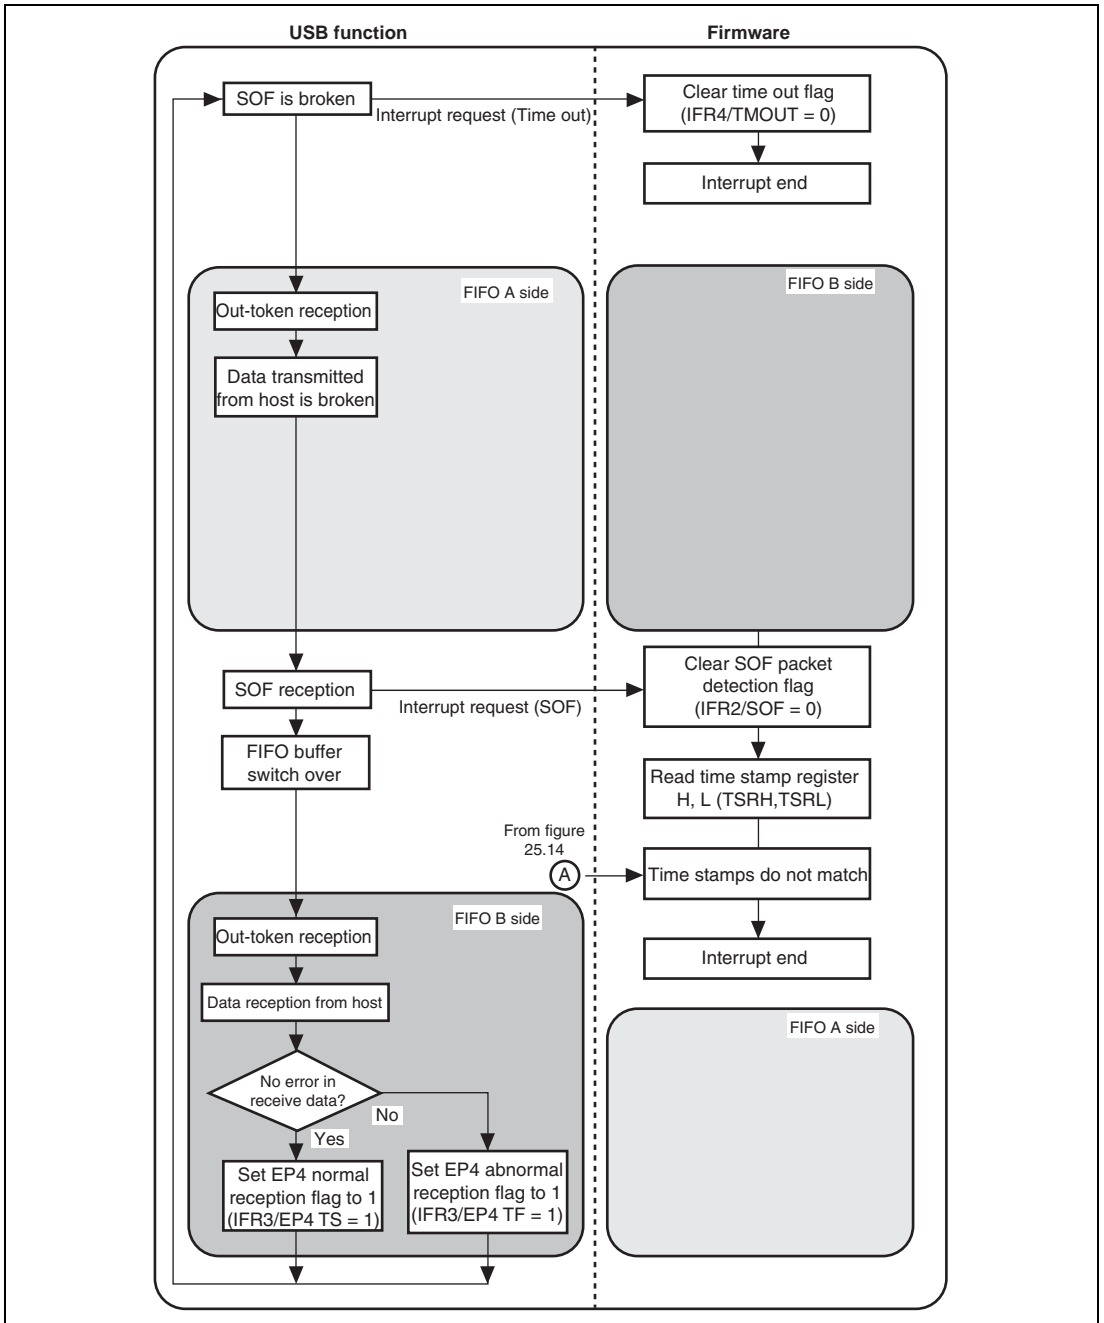 USB function
Firmware
SOF is broken
Interrupt request (Time out)
Clear time out flag
(IFR4/TMOUT = 0)
Interrupt end
FIFO A side
Out-token reception
Data transmitted
from host is broken
FIFO B side
SOF reception
Interrupt request (SOF)
Clear SOF packet
detection flag
(IFR2/SOF = 0)
FIFO buffer
switch over
Read time stamp register
H, L (TSRH,TSRL)
From figure
25.14
A
Time stamps do not match
Interrupt end
FIFO B side
Out-token reception
Data reception from host
No error in
receive data?
No
Yes
Set EP4 normal
reception flag to 1
(IFR3/EP4 TS = 1)
Set EP4 abnormal
reception flag to 1
(IFR3/EP4 TF = 1)
FIFO A side